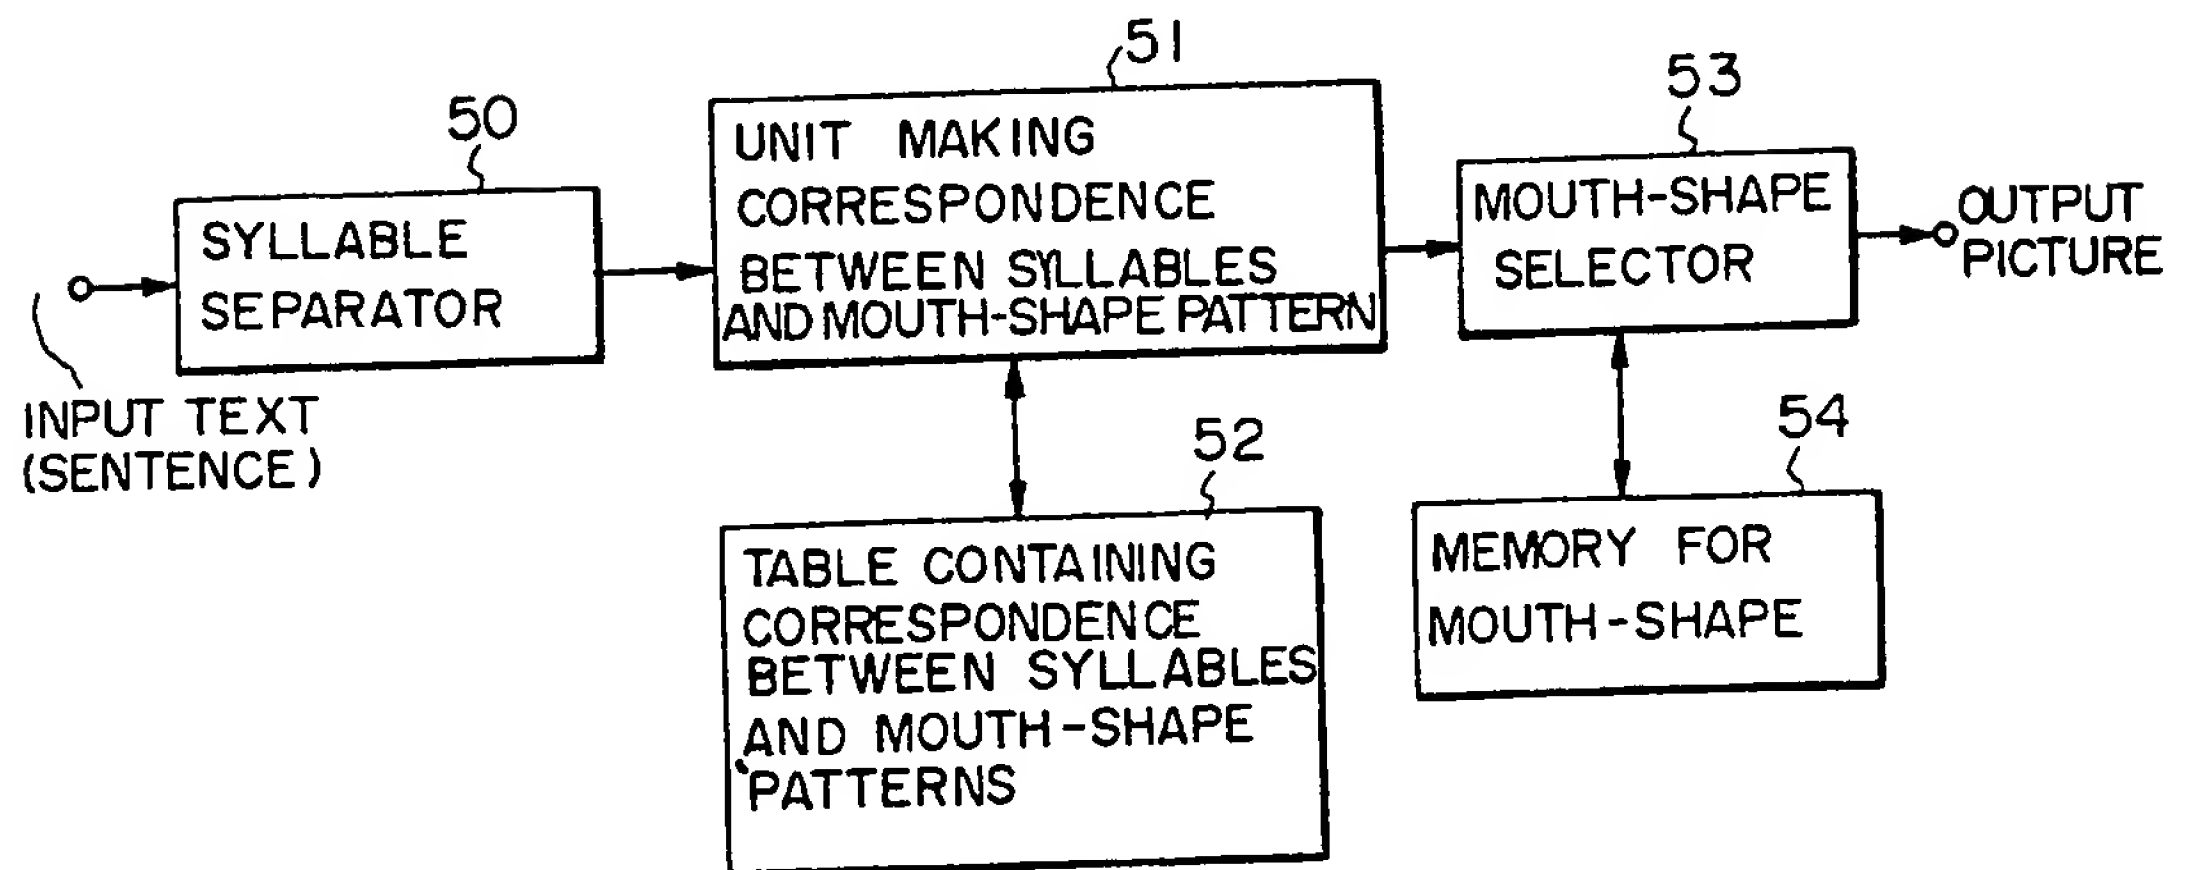 50
SYLLABLE
SEPARATOR
INPUT TEXT
(SENTENCE)
51
UNIT MAKING
CORRESPONDENCE
BETWEEN SYLLABLES
AND MOUTH-SHAPE PATTERN
52
TABLE CONTAINING
CORRESPONDENCE
BETWEEN SYLLABLES
AND MOUTH-SHAPE
PATTERNS
53
MOUTH-SHAPE
SELECTOR
OUTPUT
PICTURE
54
MEMORY FOR
MOUTH-SHAPE